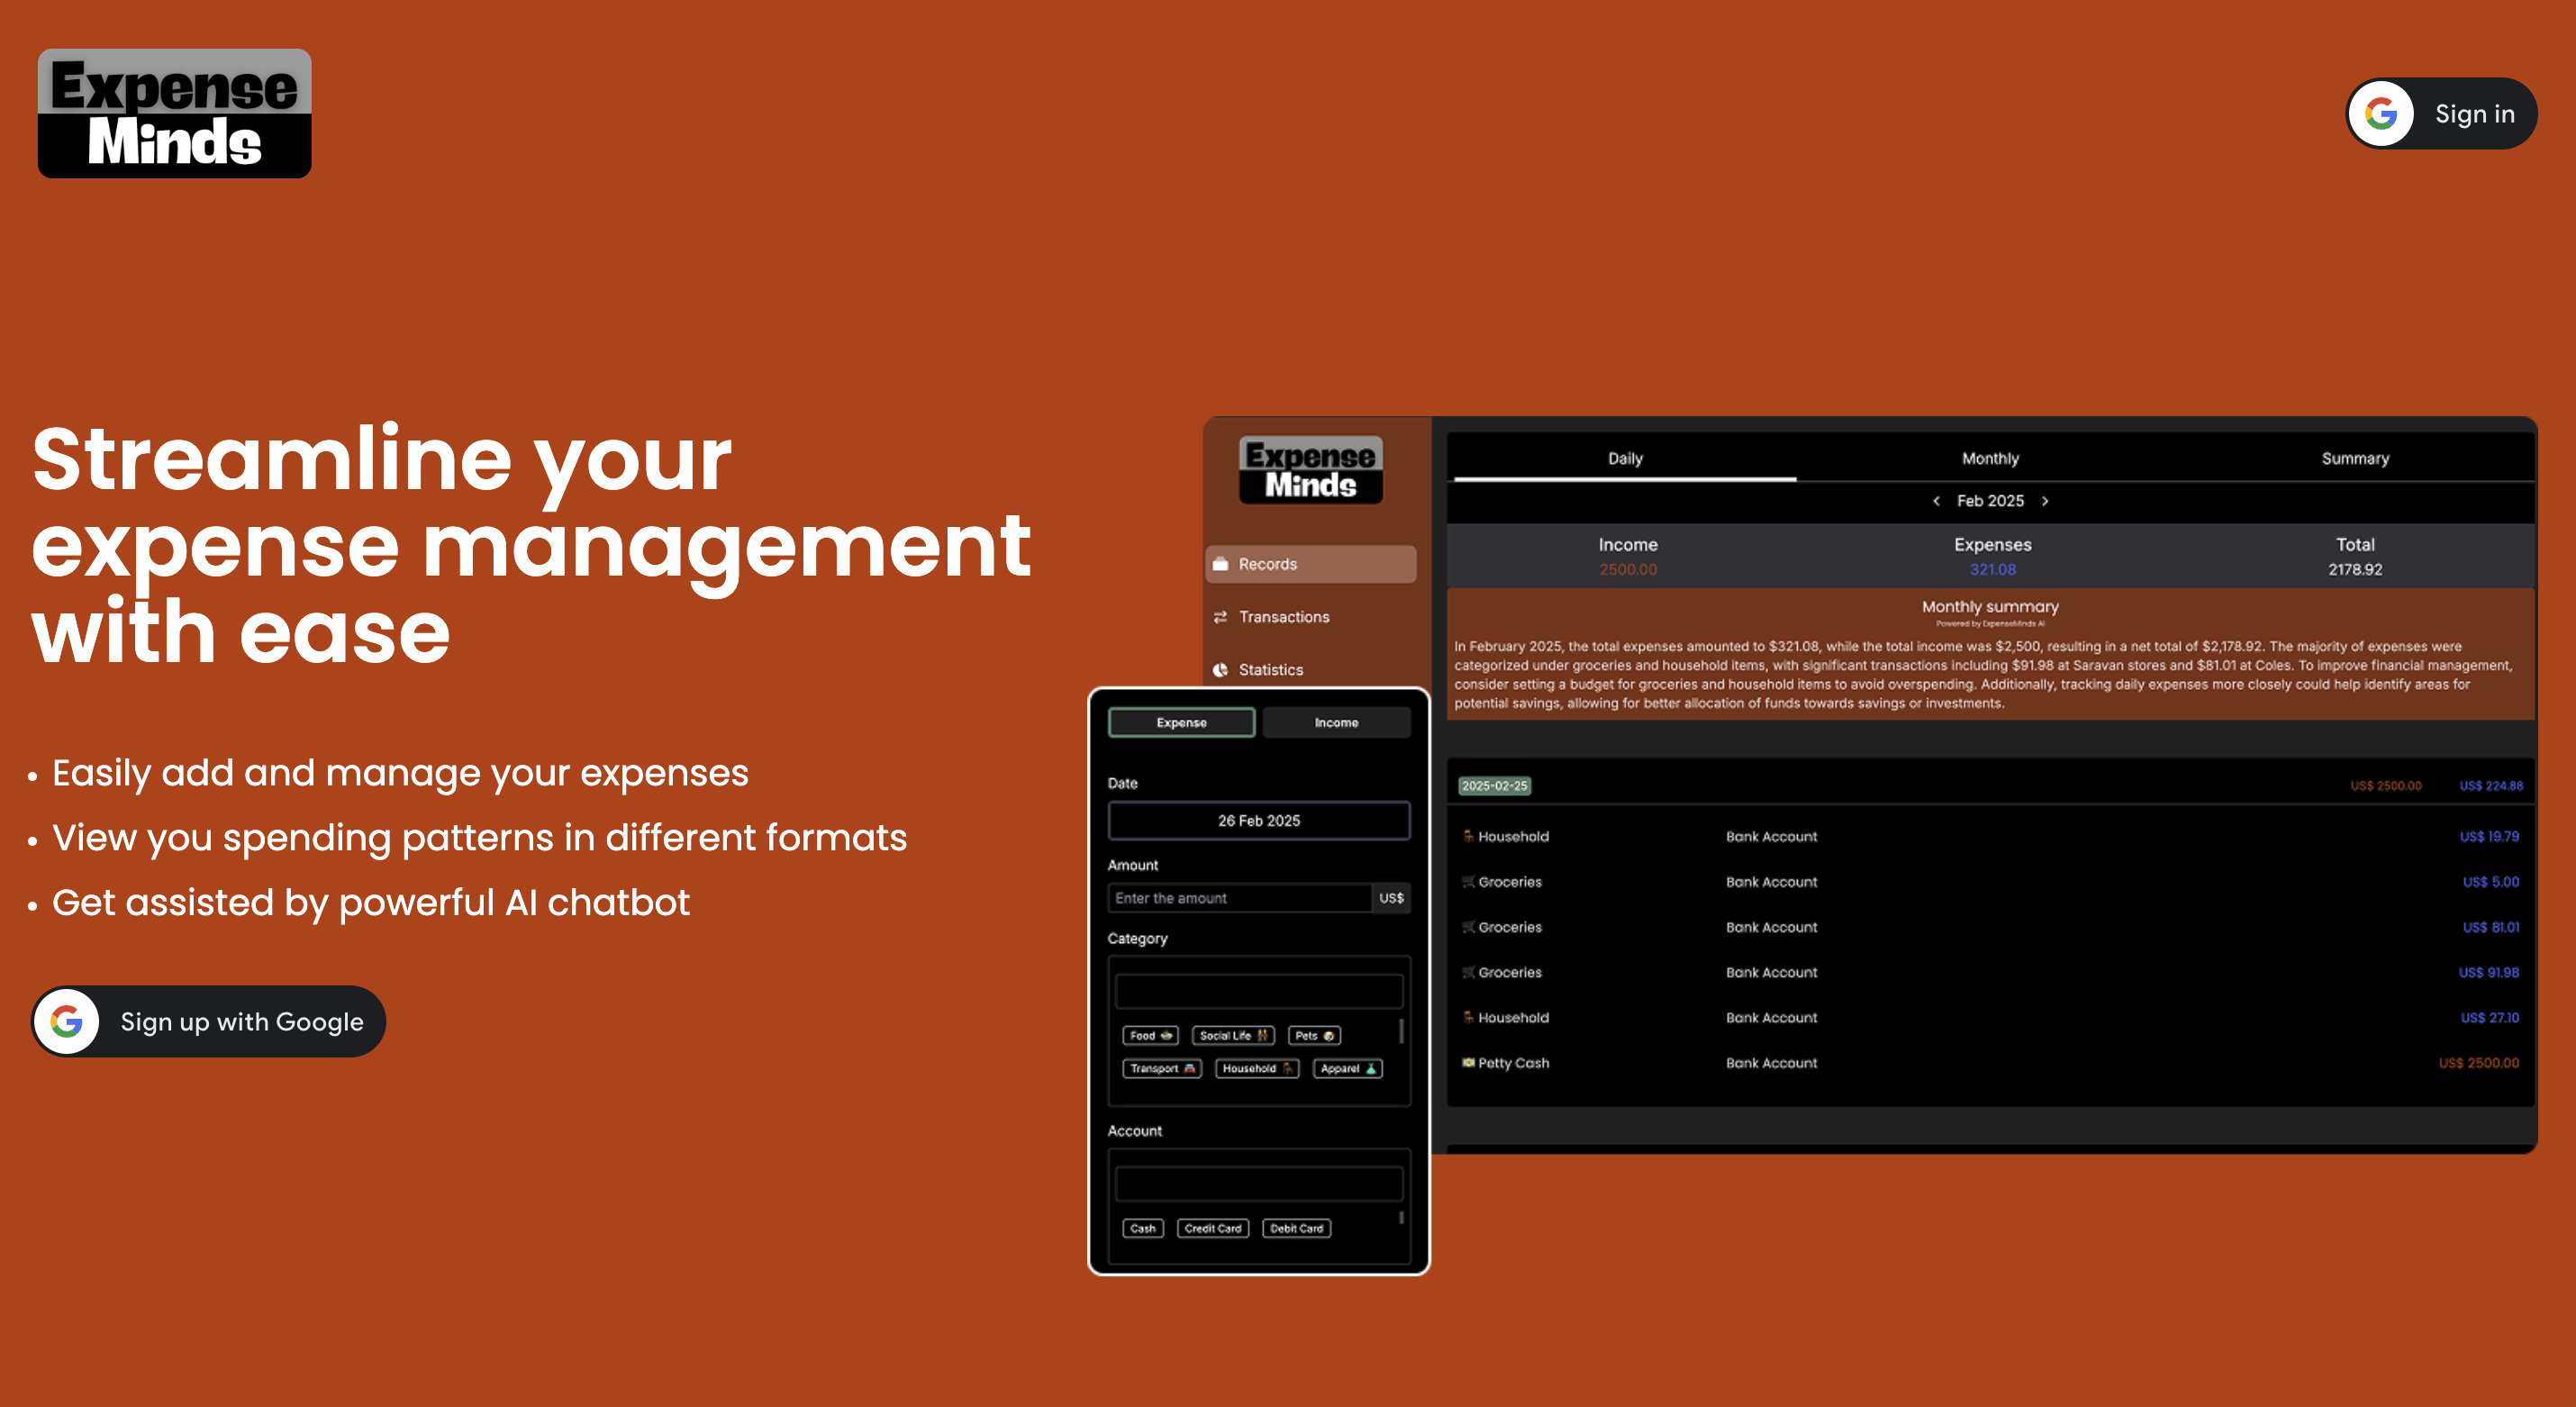 Expense
Minds
Sign in
Streamline your
expense management
with ease
Easily add and manage your expenses
View you spending patterns in different formats
Get assisted by powerful AI chatbot
Sign up with Google
Expense
Minds
Records
Transactions
Statistics
Daily Monthly Summary
< Feb 2025 >
Income Expenses Total
2500.00 321.08 2178.92
Monthly summary
Powered by ExpenseMinds AI
In February 2025, the total expenses amounted to $321.08, while the total income was $2,500, resulting in a net total of $2,178.92. The majority of expenses were
categorized under groceries and household items, with significant transactions including $91.98 at Saravan stores and $81.01 at Coles. To improve financial management,
consider setting a budget for groceries and household items to avoid overspending. Additionally, tracking daily expenses more closely could help identify areas for
potential savings, allowing for better allocation of funds towards savings or investments.
2025-02-25 US$ 2500.00 US$ 224.88
Household Bank Account US$ 19.79
Groceries Bank Account US$ 5.00
Groceries Bank Account US$ 81.01
Groceries Bank Account US$ 91.98
Household Bank Account US$ 27.10
Petty Cash Bank Account US$ 2500.00
Expense Income
Date
26 Feb 2025
Amount
Enter the amount US$
Category
Food Social Life Pets
Transport Household Apparel
Account
Cash Credit Card Debit Card